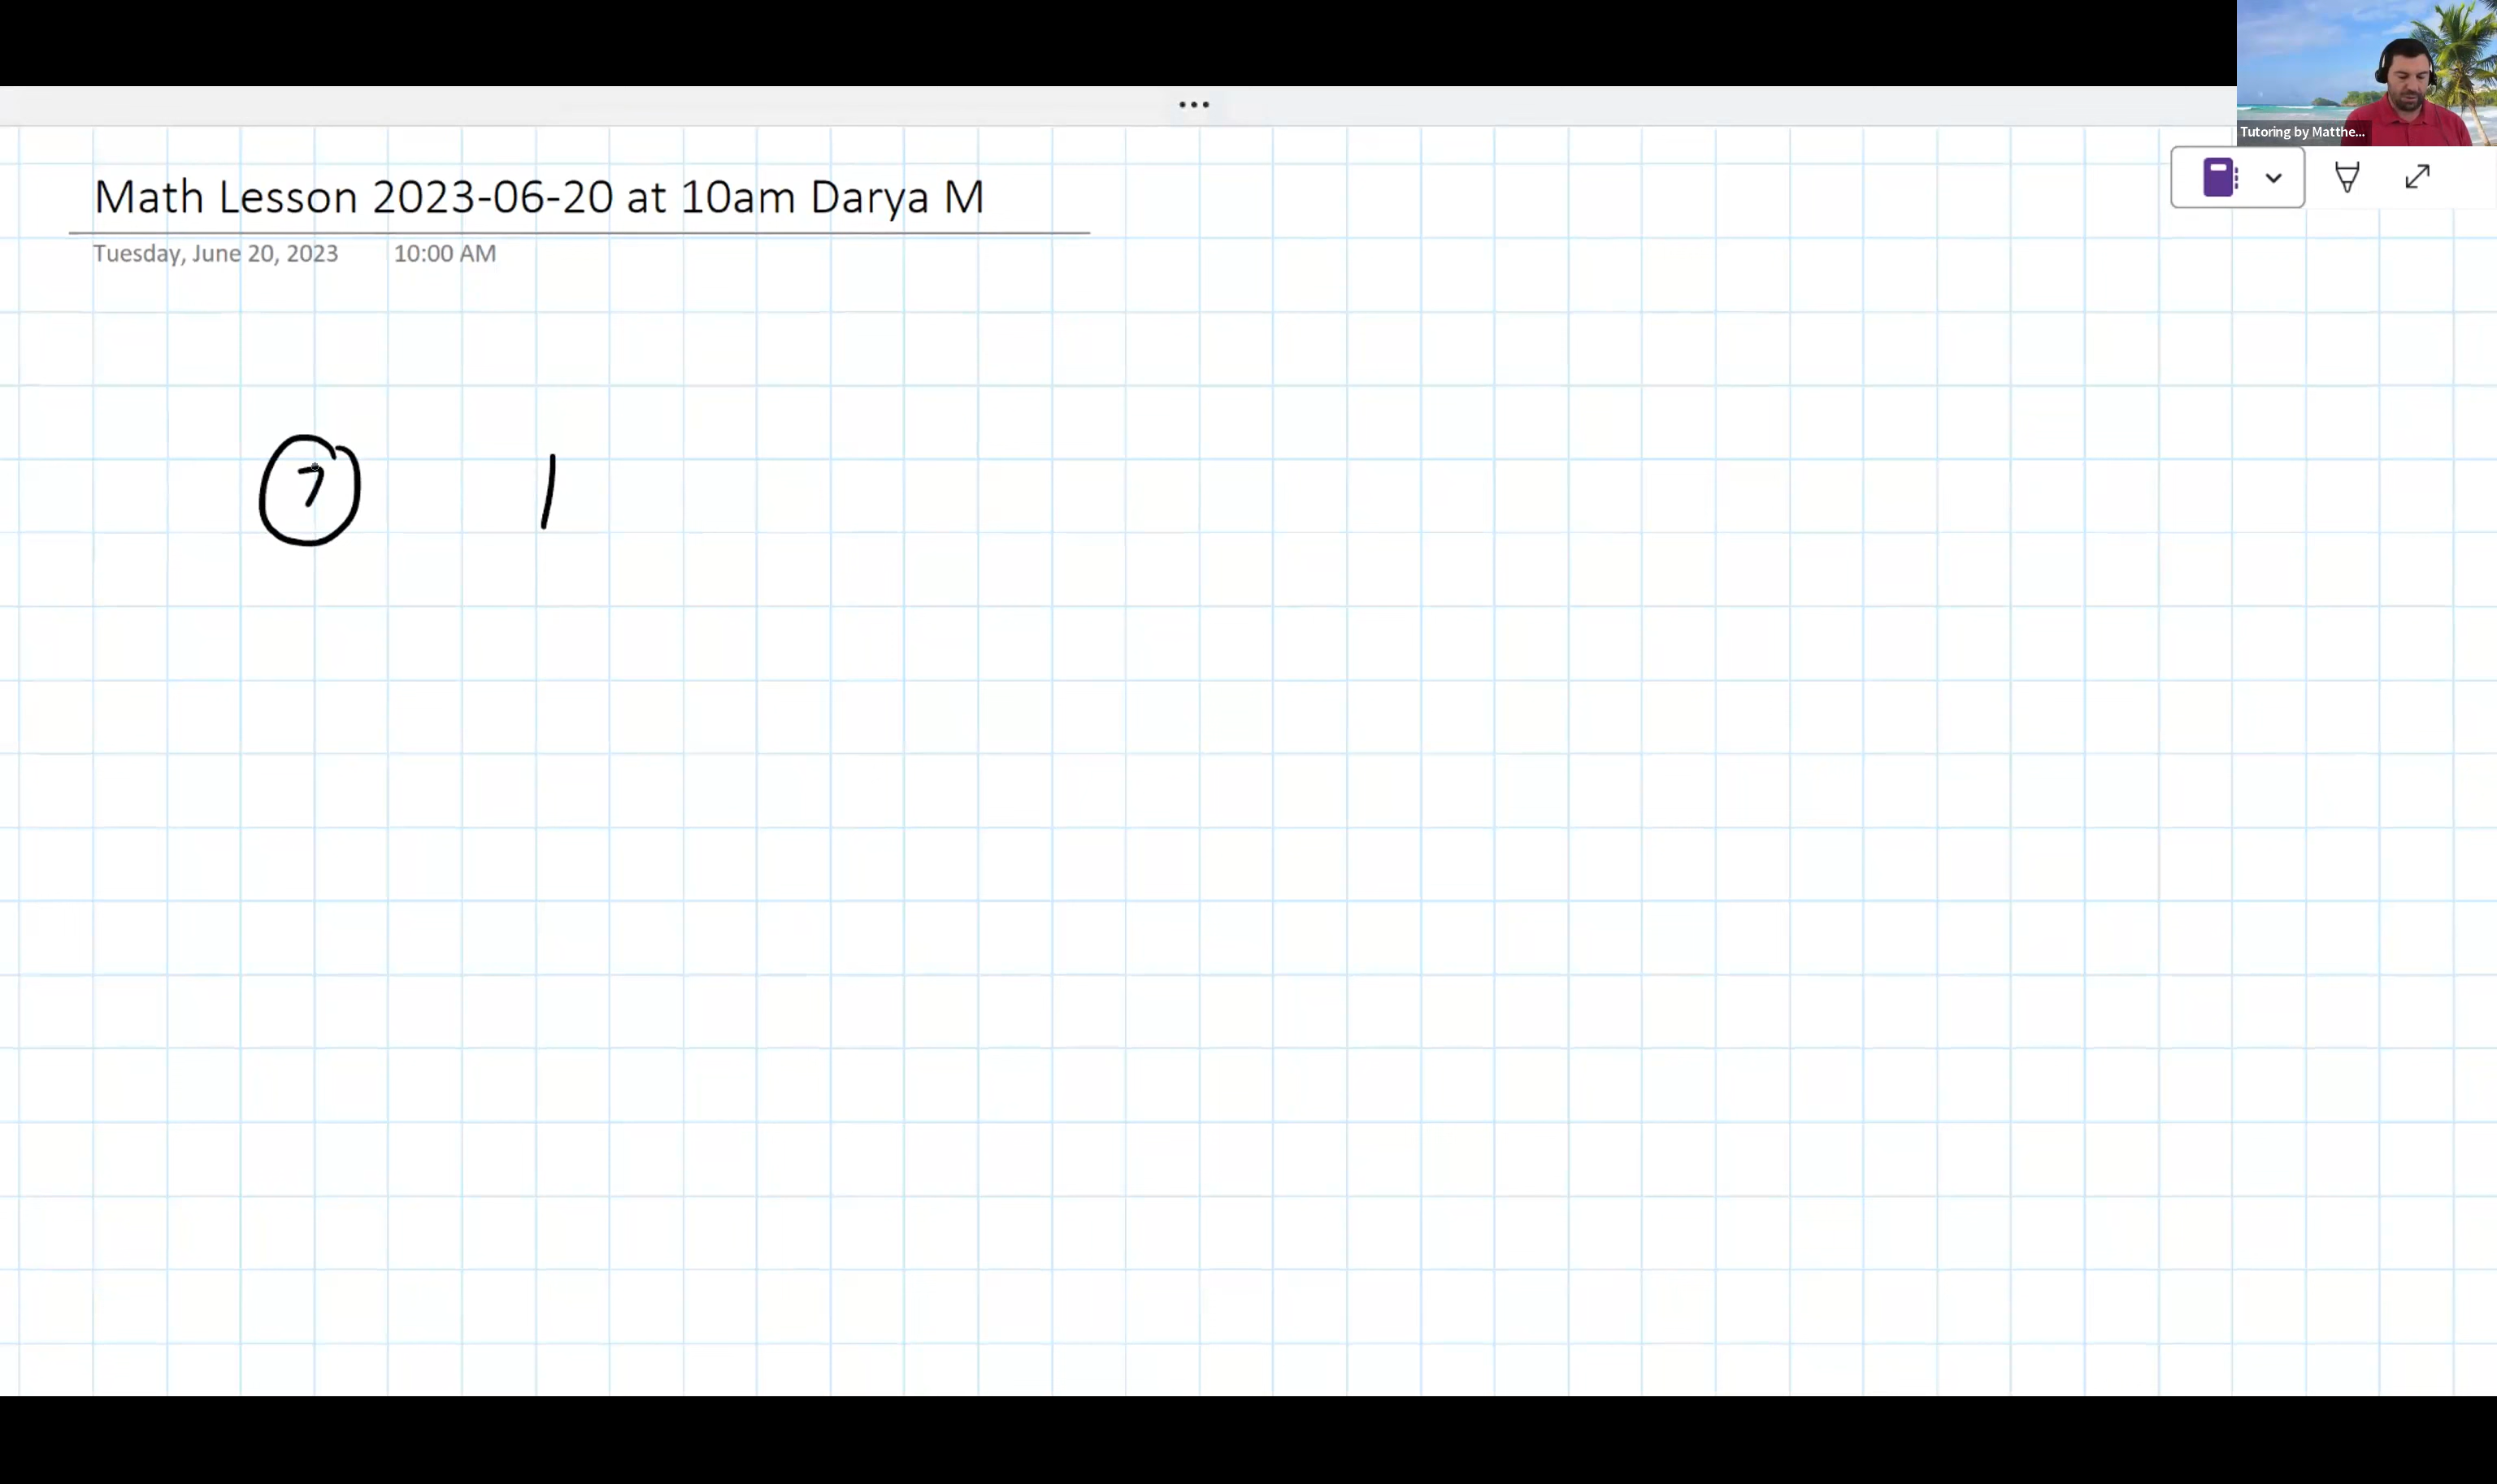 Tutoring by Matthe...
Math Lesson 2023-06-20 at 10am Darya M
Tuesday, June 20, 2023 10:00 AM
7 1